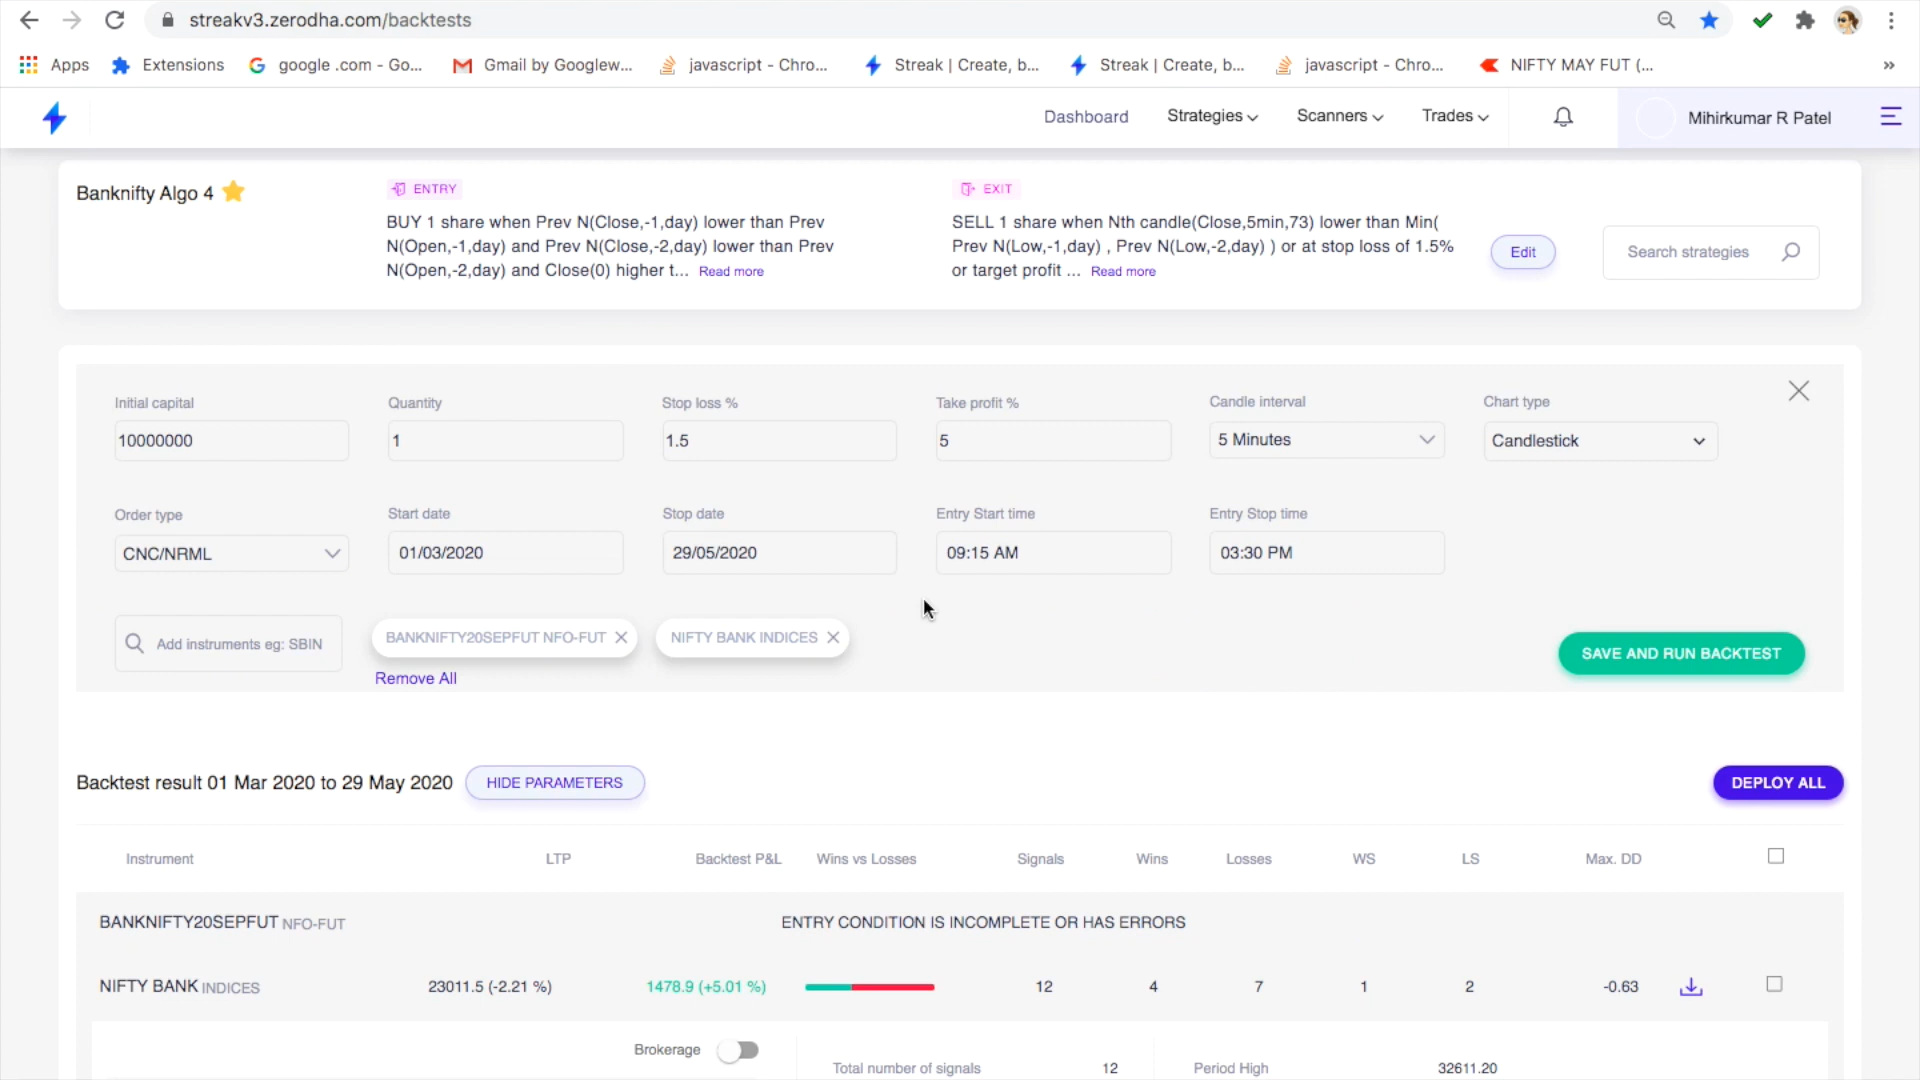 streakv3.zerodha.com/backtests
Apps Extensions google .com - Go... Gmail by Googlew... javascript - Chro... Streak | Create, b... Streak | Create, b... javascript - Chro... NIFTY MAY FUT (... »
Dashboard Strategies Scanners Trades Mihirkumar R Patel
Banknifty Algo 4
ENTRY
BUY 1 share when Prev N(Close,-1,day) lower than Prev
N(Open,-1,day) and Prev N(Close,-2,day) lower than Prev
N(Open,-2,day) and Close(0) higher t... Read more
EXIT
SELL 1 share when Nth candle(Close,5min,73) lower than Min(
Prev N(Low,-1,day) , Prev N(Low,-2,day) ) or at stop loss of 1.5%
or target profit ... Read more
Edit
Search strategies
Initial capital Quantity Stop loss % Take profit % Candle interval Chart type
10000000 1 1.5 5 5 Minutes Candlestick
Order type Start date Stop date Entry Start time Entry Stop time
CNC/NRML 01/03/2020 29/05/2020 09:15 AM 03:30 PM
Add instruments eg: SBIN BANKNIFTY20SEPFUT NFO-FUT NIFTY BANK INDICES
SAVE AND RUN BACKTEST
Remove All
Backtest result 01 Mar 2020 to 29 May 2020 HIDE PARAMETERS DEPLOY ALL
Instrument LTP Backtest P&L Wins vs Losses Signals Wins Losses WS LS Max. DD
BANKNIFTY20SEPFUT NFO-FUT ENTRY CONDITION IS INCOMPLETE OR HAS ERRORS
NIFTY BANK INDICES 23011.5 (-2.21 %) 1478.9 (+5.01 %) 12 4 7 1 2 -0.63
Brokerage
Total number of signals 12 Period High 32611.20